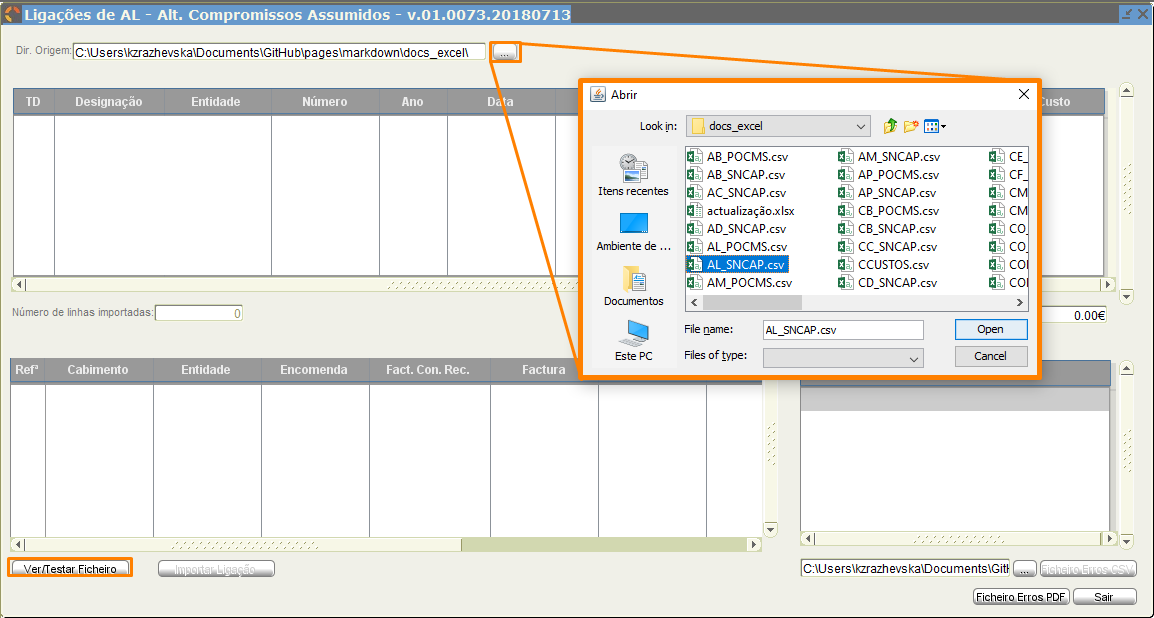 Ligações de AL - Alt. Compromissos Assumidos - v.01.0073.20180713
Dir. Origem: C:\Users\kzrazhevska\Documents\GitHub\pages\markdown\docs_excel\ ...
TD Designação Entidade Número Ano Data Custo
Abrir
Look in: docs_excel
Itens recentes
Ambiente de ...
Documentos
Este PC
AB_POCMS.csv AM_SNCAP.csv CE_
AB_SNCAP.csv AP_POCMS.csv CF_
AC_SNCAP.csv AP_SNCAP.csv CM
actualização.xlsx CB_POCMS.csv CM
AD_SNCAP.csv CB_SNCAP.csv CO_
AL_POCMS.csv CC_SNCAP.csv CO_
AL_SNCAP.csv CCUSTOS.csv COI
AM_POCMS.csv CD_SNCAP.csv COI
File name: AL_SNCAP.csv Open
Files of type: Cancel
Número de linhas importadas: 0 0.00€
Refª Cabimento Entidade Encomenda Fact. Con. Rec. Factura
Ver/Testar Ficheiro Importar Ligação C:\Users\kzrazhevska\Documents\GitH ... Ficheiro Erros CSV
Ficheiro Erros PDF Sair